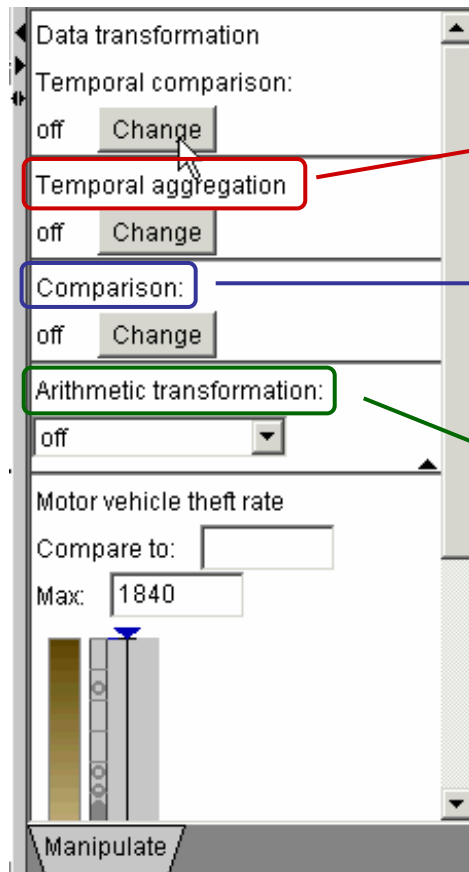 Data transformation
Temporal comparison:
off Change
Temporal aggregation
off Change
Comparison:
off Change
Arithmetic transformation:
off
Motor vehicle theft rate
Compare to:
Max: 1840
Manipulate